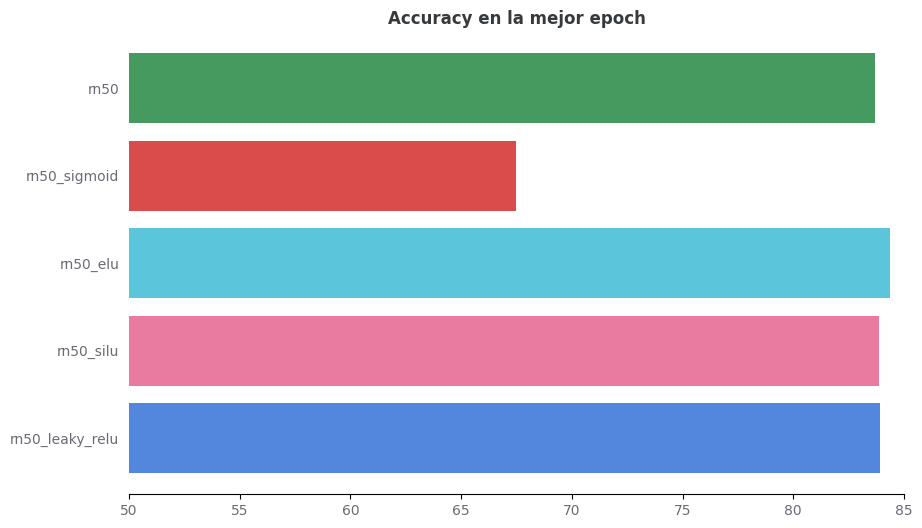 Accuracy en la mejor epoch
rn50
rn50_sigmoid
rn50_elu
rn50_silu
rn50_leaky_relu
50 55 60 65 70 75 80 85